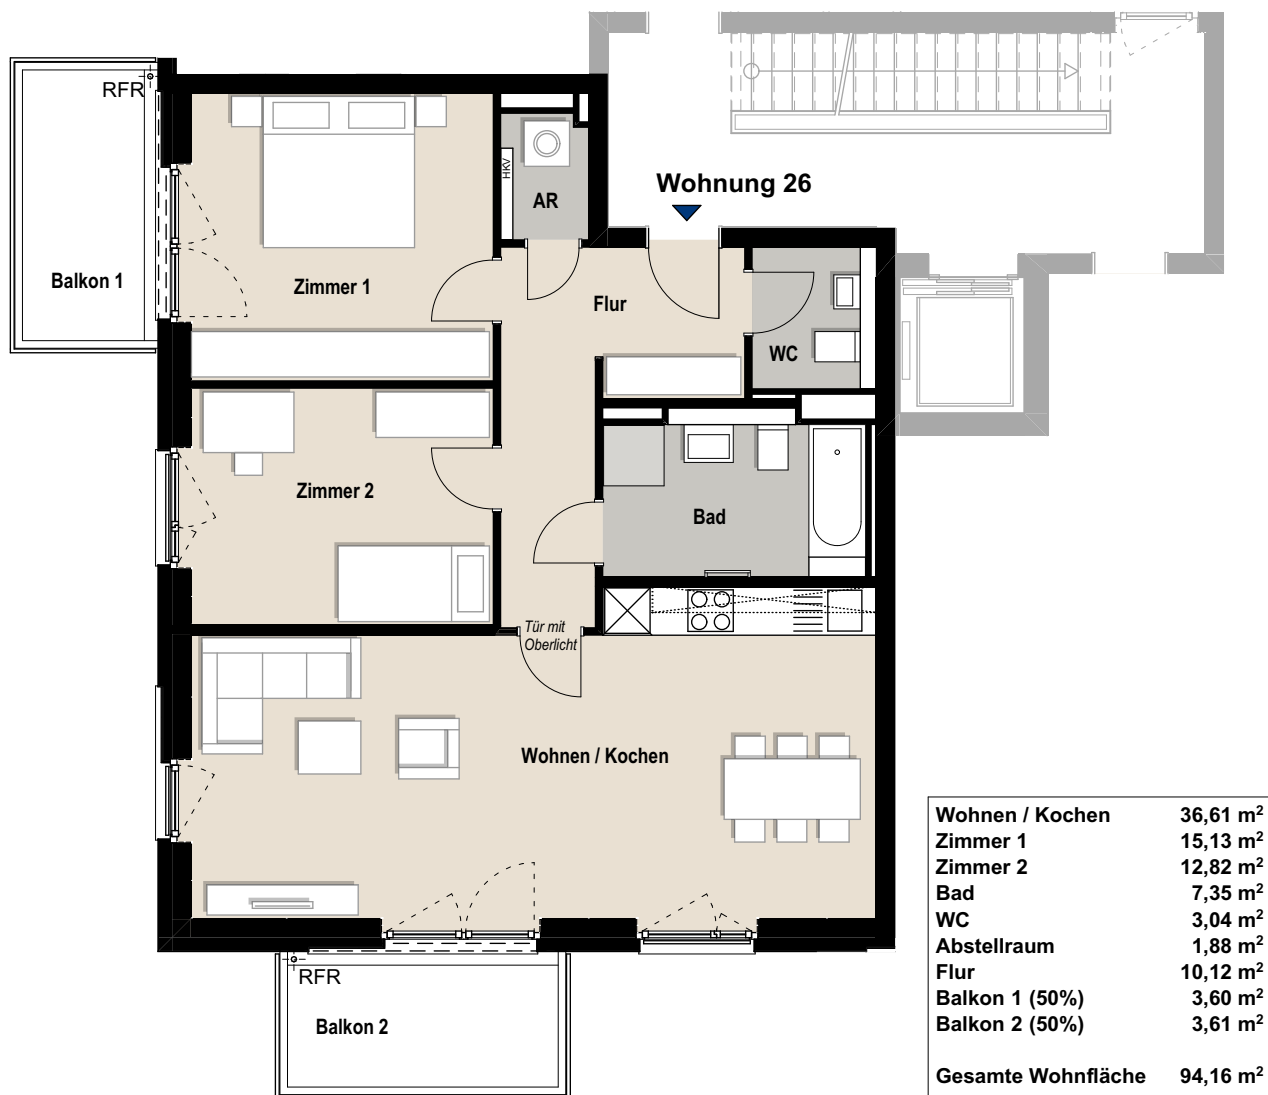 RFR
HKV
AR
Wohnung 26
Balkon 1
Zimmer 1
Flur
WC
Zimmer 2
Bad
Tür mit
Oberlicht
Wohnen / Kochen
RFR
Balkon 2
Wohnen / Kochen 36,61 m²
Zimmer 1 15,13 m²
Zimmer 2 12,82 m²
Bad 7,35 m²
WC 3,04 m²
Abstellraum 1,88 m²
Flur 10,12 m²
Balkon 1 (50%) 3,60 m²
Balkon 2 (50%) 3,61 m²
Gesamte Wohnfläche 94,16 m²